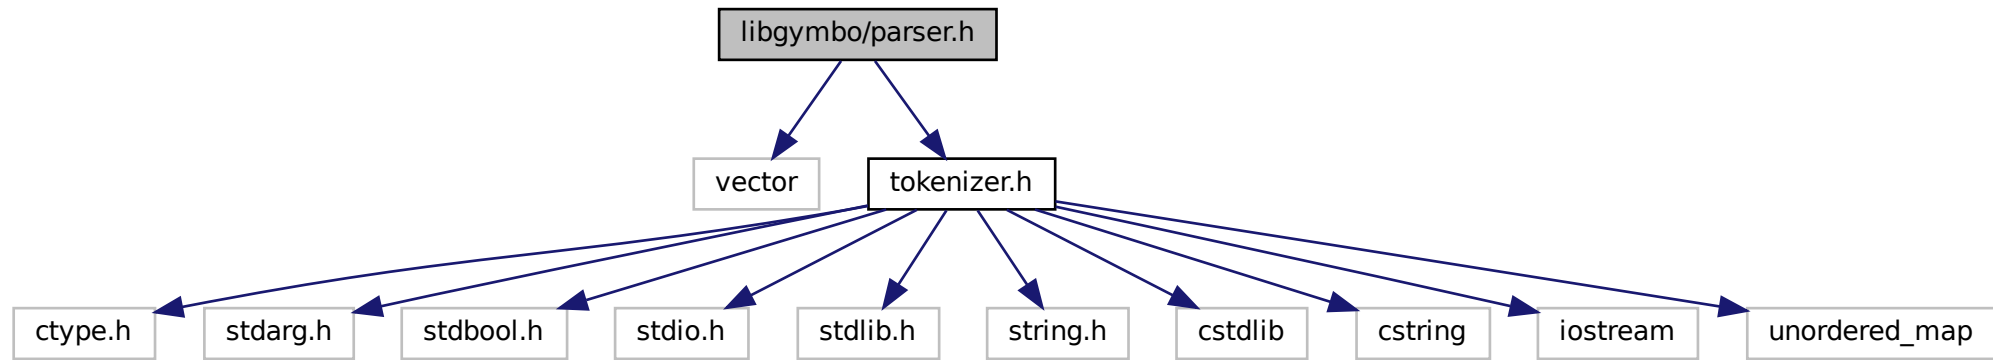 libgymbo/parser.h
vector
tokenizer.h
ctype.h
stdarg.h
stdbool.h
stdio.h
stdlib.h
string.h
cstdlib
cstring
iostream
unordered_map